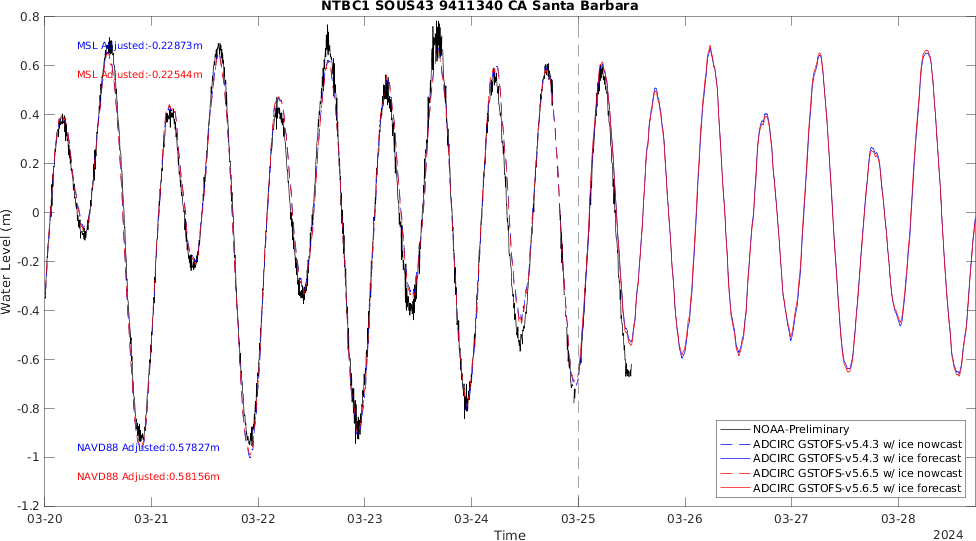 NTBC1 SOUS43 9411340 CA Santa Barbara
0.8
0.6
0.4
0.2
0
-0.2
-0.4
-0.6
-0.8
-1
-1.2
Water Level (m)
MSL Adjusted:-0.22873m
MSL Adjusted:-0.22544m
NAVD88 Adjusted:0.57827m
NAVD88 Adjusted:0.58156m
NOAA-Preliminary
ADCIRC GSTOFS-v5.4.3 w/ ice nowcast
ADCIRC GSTOFS-v5.4.3 w/ ice forecast
ADCIRC GSTOFS-v5.6.5 w/ ice nowcast
ADCIRC GSTOFS-v5.6.5 w/ ice forecast
03-20 03-21 03-22 03-23 03-24 03-25 03-26 03-27 03-28
Time
2024